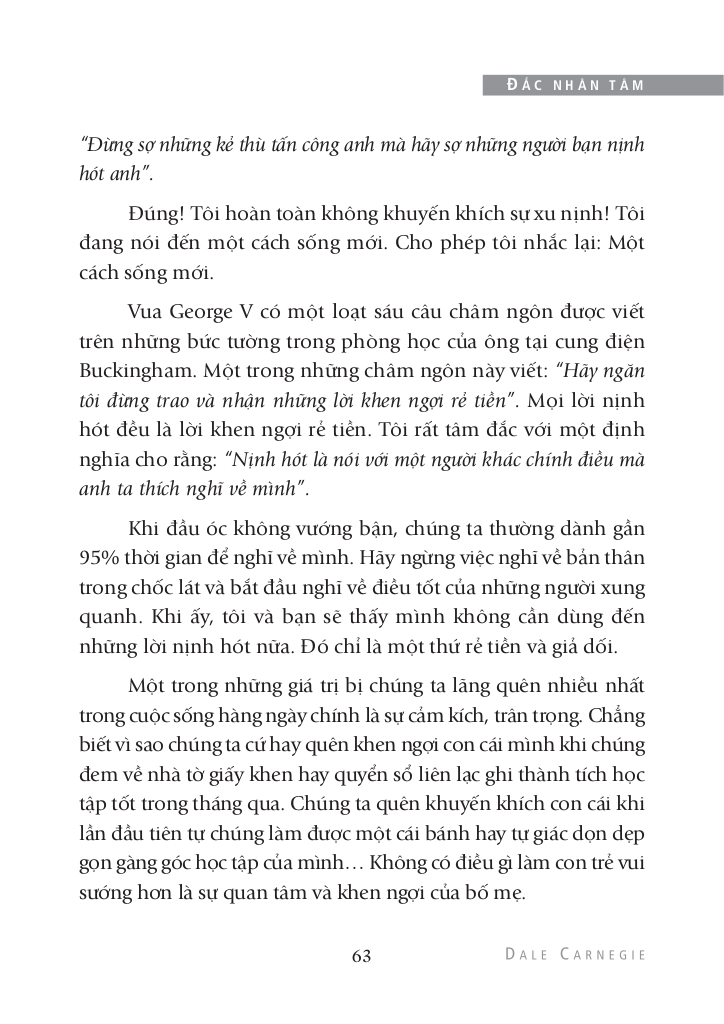 ĐẮC NHÂN TÂM
“Đừng sợ những kẻ thù tấn công anh mà hãy sợ những người bạn nịnh
hót anh”.
Đúng! Tôi hoàn toàn không khuyến khích sự xu nịnh! Tôi
đang nói đến một cách sống mới. Cho phép tôi nhắc lại: Một
cách sống mới.
Vua George V có một loạt sáu câu châm ngôn được viết
trên những bức tường trong phòng học của ông tại cung điện
Buckingham. Một trong những châm ngôn này viết: “Hãy ngăn
tôi đừng trao và nhận những lời khen ngợi rẻ tiền”. Mọi lời nịnh
hót đều là lời khen ngợi rẻ tiền. Tôi rất tâm đắc với một định
nghĩa cho rằng: “Nịnh hót là nói với một người khác chính điều mà
anh ta thích nghĩ về mình”.
Khi đầu óc không vướng bận, chúng ta thường dành gần
95% thời gian để nghĩ về mình. Hãy ngừng việc nghĩ về bản thân
trong chốc lát và bắt đầu nghĩ về điều tốt của những người xung
quanh. Khi ấy, tôi và bạn sẽ thấy mình không cần dùng đến
những lời nịnh hót nữa. Đó chỉ là một thứ rẻ tiền và giả dối.
Một trong những giá trị bị chúng ta lãng quên nhiều nhất
trong cuộc sống hàng ngày chính là sự cảm kích, trân trọng. Chẳng
biết vì sao chúng ta cứ hay quên khen ngợi con cái mình khi chúng
đem về nhà tờ giấy khen hay quyển sổ liên lạc ghi thành tích học
tập tốt trong tháng qua. Chúng ta quên khuyến khích con cái khi
lần đầu tiên tự chúng làm được một cái bánh hay tự giác dọn dẹp
gọn gàng góc học tập của mình… Không có điều gì làm con trẻ vui
sướng hơn là sự quan tâm và khen ngợi của bố mẹ.
63
DALE CARNEGIE